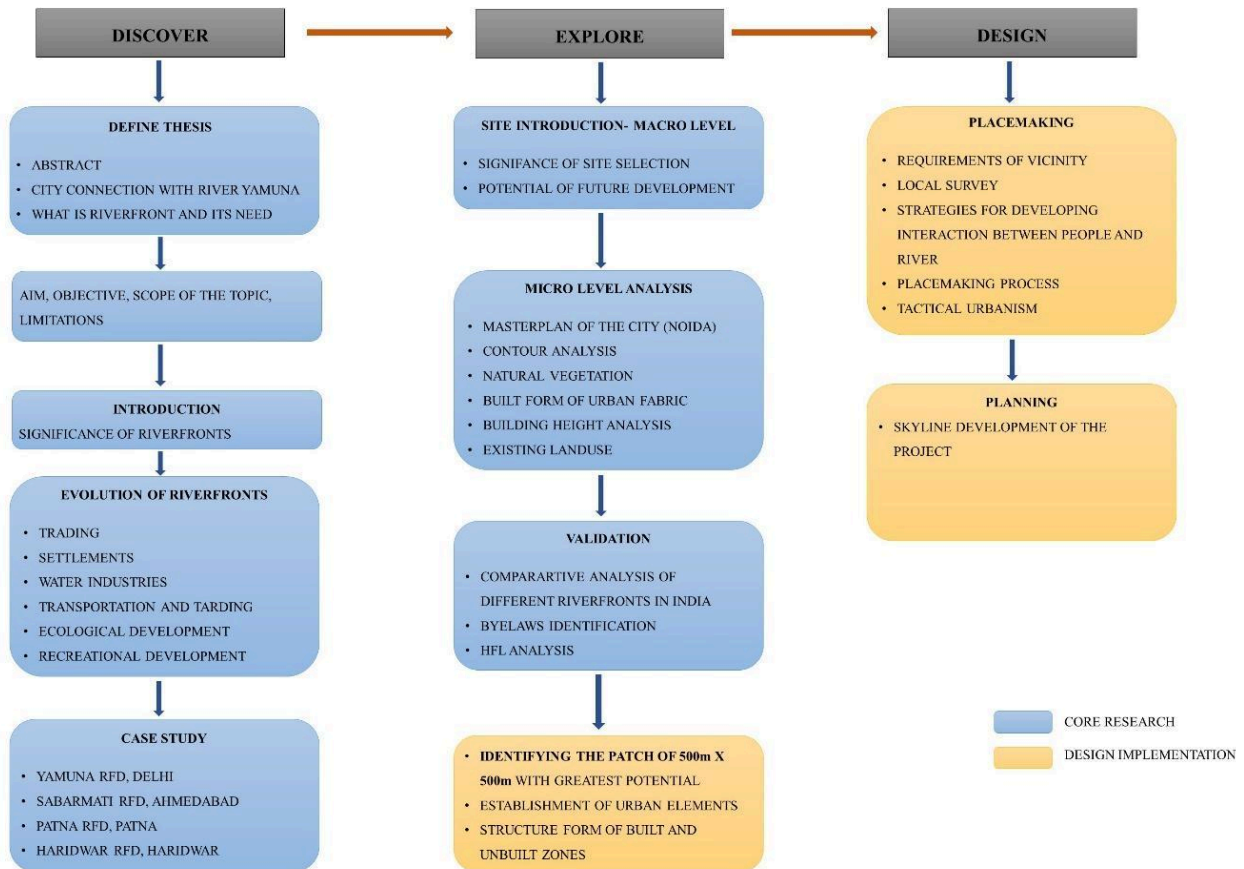 DISCOVER
DEFINE THESIS
• ABSTRACT
• CITY CONNECTION WITH RIVER YAMUNA
• WHAT IS RIVERFRONT AND ITS NEED
AIM, OBJECTIVE, SCOPE OF THE TOPIC,
LIMITATIONS
INTRODUCTION
SIGNIFICANCE OF RIVERFRONTS
EVOLUTION OF RIVERFRONTS
• TRADING
• SETTLEMENTS
• WATER INDUSTRIES
• TRANSPORTATION AND TARDING
• ECOLOGICAL DEVELOPMENT
• RECREATIONAL DEVELOPMENT
CASE STUDY
• YAMUNA RFD, DELHI
• SABARMATI RFD, AHMEDABAD
• PATNA RFD, PATNA
• HARIDWAR RFD, HARIDWAR
EXPLORE
SITE INTRODUCTION- MACRO LEVEL
• SIGNIFANCE OF SITE SELECTION
• POTENTIAL OF FUTURE DEVELOPMENT
MICRO LEVEL ANALYSIS
• MASTERPLAN OF THE CITY (NOIDA)
• CONTOUR ANALYSIS
• NATURAL VEGETATION
• BUILT FORM OF URBAN FABRIC
• BUILDING HEIGHT ANALYSIS
• EXISTING LANDUSE
VALIDATION
• COMPARARTIVE ANALYSIS OF
DIFFERENT RIVERFRONTS IN INDIA
• BYELAWS IDENTIFICATION
• HFL ANALYSIS
• IDENTIFYING THE PATCH OF 500m X
500m WITH GREATEST POTENTIAL
• ESTABLISHMENT OF URBAN ELEMENTS
• STRUCTURE FORM OF BUILT AND
UNBUILT ZONES
DESIGN
PLACEMAKING
• REQUIREMENTS OF VICINITY
• LOCAL SURVEY
• STRATEGIES FOR DEVELOPING
INTERACTION BETWEEN PEOPLE AND
RIVER
• PLACEMAKING PROCESS
• TACTICAL URBANISM
PLANNING
• SKYLINE DEVELOPMENT OF THE
PROJECT
CORE RESEARCH
DESIGN IMPLEMENTATION